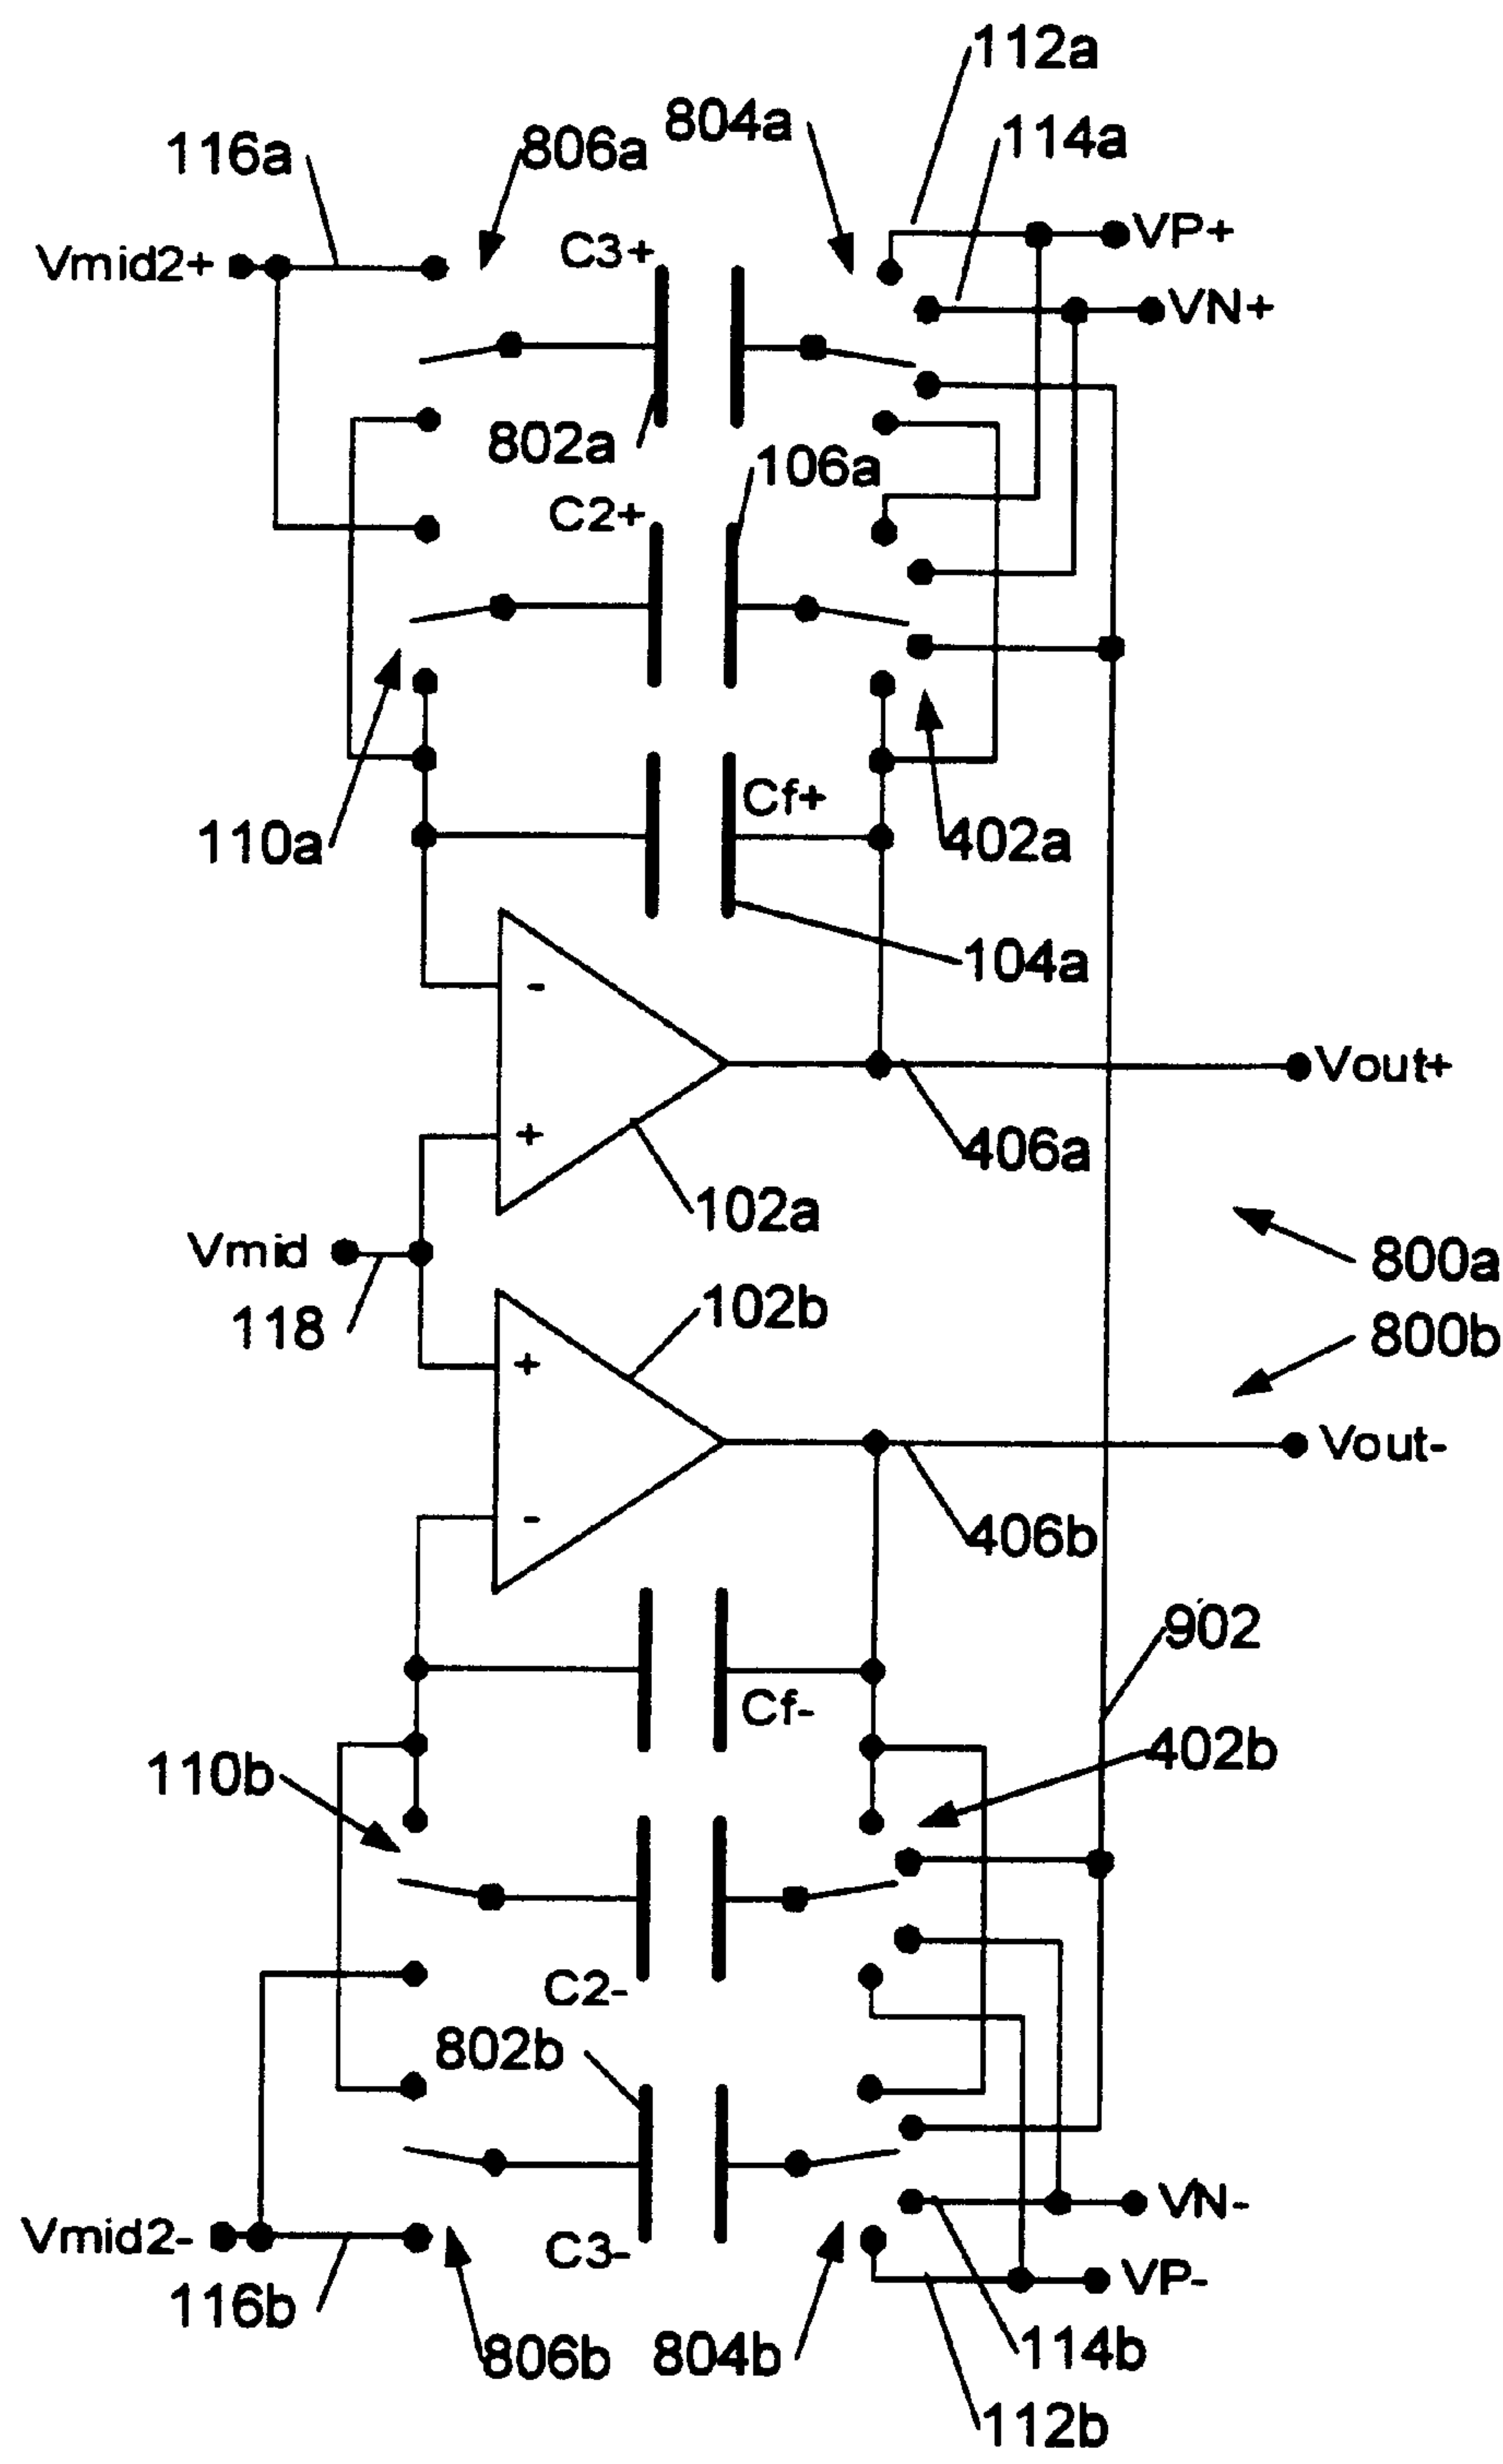 112a
804a
114a
116a
806a
C3+
VP+
Vmid2+
VN+
802a
106a
C2+
Cf+
110a
402a
104a
-
Vout+
+
406a
102a
Vmid
800a
118
102b
800b
+
Vout-
-
406b
902
Cf-
402b
110b
C2-
802b
VN-
Vmid2-
C3-
VP-
116b
806b
804b
114b
112b